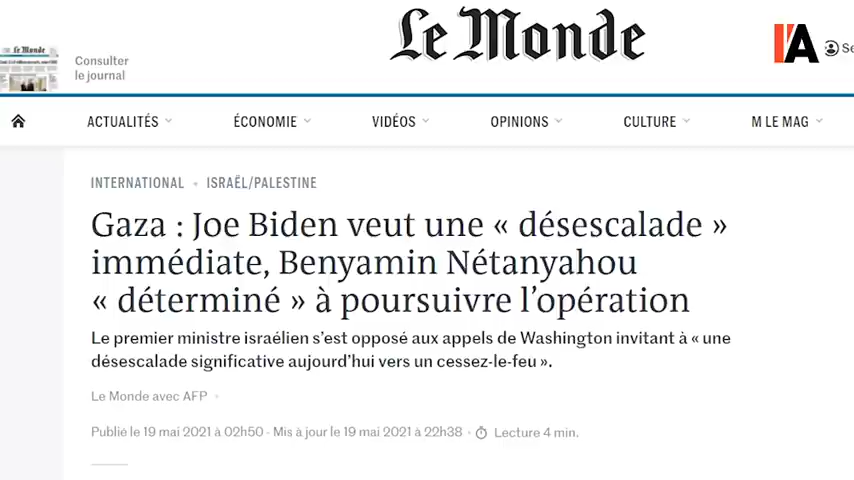 Le Monde
Consulter
le journal
Le Monde
IA
Se
ACTUALITÉS
ÉCONOMIE
VIDÉOS
OPINIONS
CULTURE
M LE MAG
INTERNATIONAL • ISRAËL/PALESTINE
Gaza : Joe Biden veut une « désescalade »
immédiate, Benyamin Nétanyahou
« déterminé » à poursuivre l’opération
Le premier ministre israélien s’est opposé aux appels de Washington invitant à « une
désescalade significative aujourd’hui vers un cessez-le-feu ».
Le Monde avec AFP
Publié le 19 mai 2021 à 02h50 - Mis à jour le 19 mai 2021 à 22h38 • Lecture 4 min.